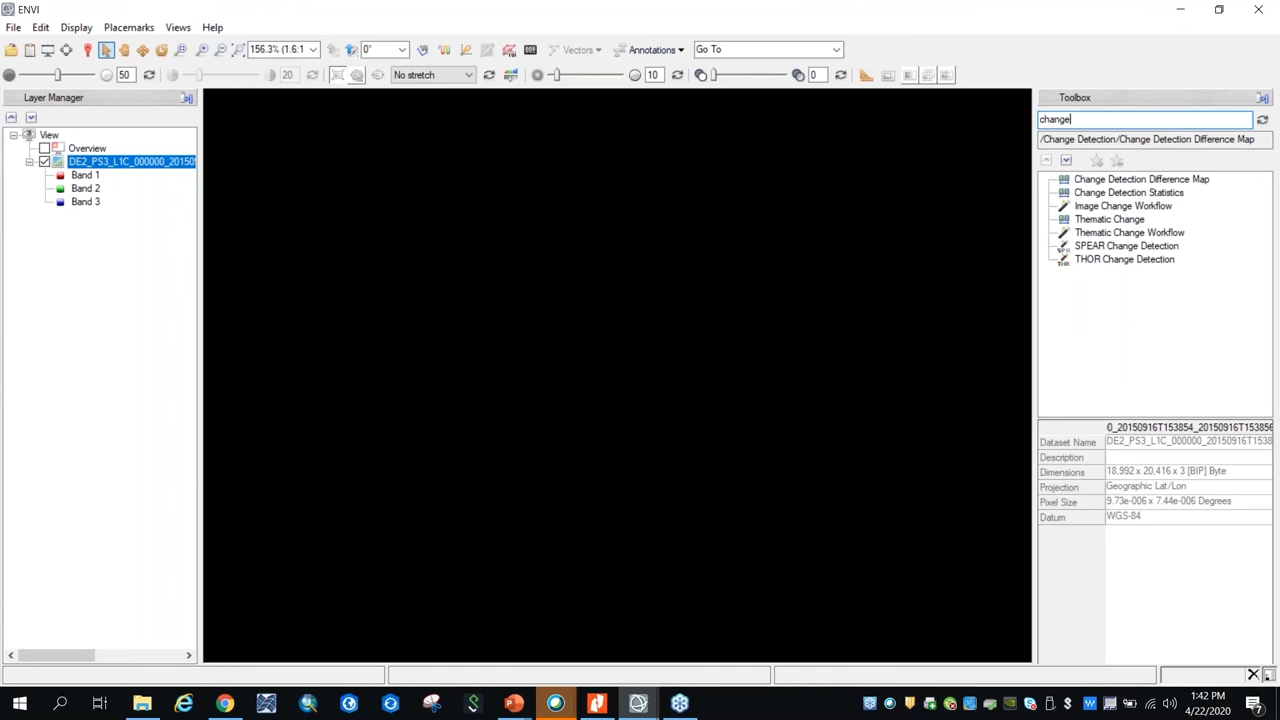 ENVI
File Edit Display Placemarks Views Help
156.3% (1.6:1 0° Vectors Annotations Go To
50 20 No stretch 10 0
Layer Manager
View
Overview
DE2_PS3_L1C_000000_20150
Band 1
Band 2
Band 3
Toolbox
change
/Change Detection/Change Detection Difference Map
Change Detection Difference Map
Change Detection Statistics
Image Change Workflow
Thematic Change
Thematic Change Workflow
SPEAR Change Detection
THOR Change Detection
0_20150916T153854_20150916T153856
Dataset Name DE2_PS3_L1C_000000_20150916T1538
Description
Dimensions 18,992 x 20,416 x 3 [BIP] Byte
Projection Geographic Lat/Lon
Pixel Size 9.73e-006 x 7.44e-006 Degrees
Datum WGS-84
1:42 PM
4/22/2020